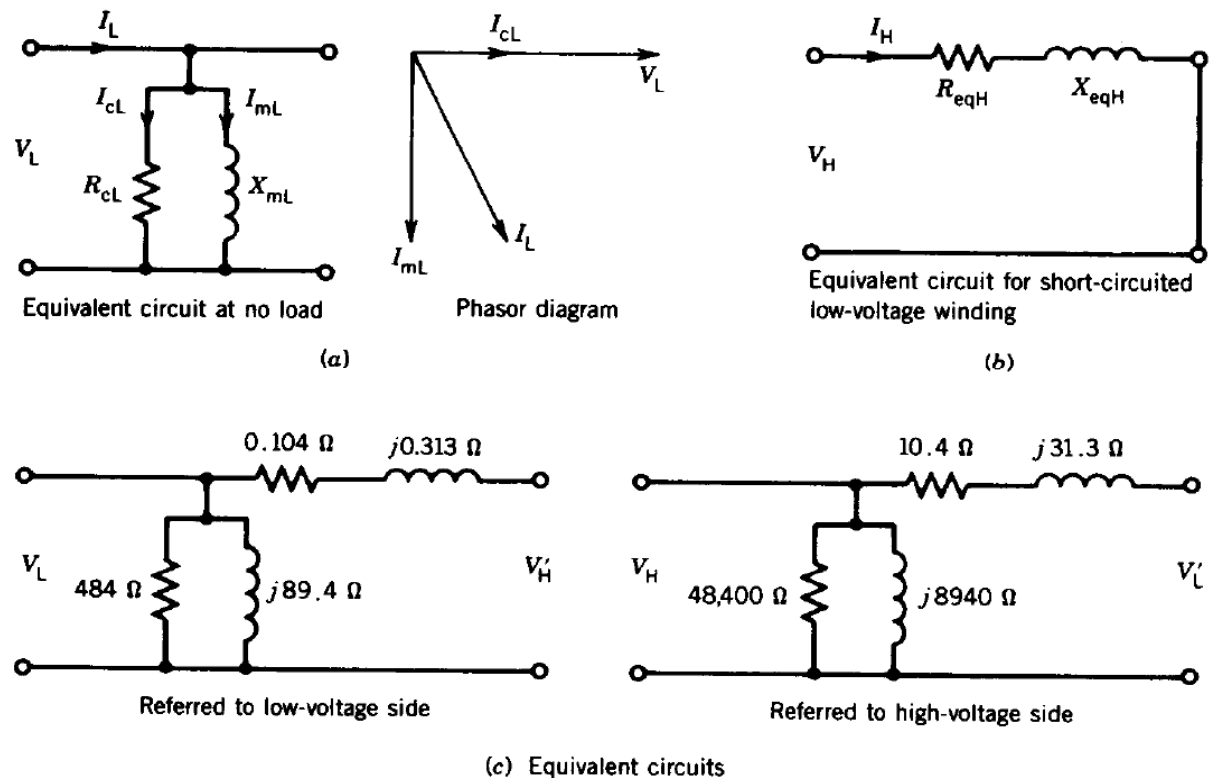 I_L
I_cL
I_mL
V_L
R_cL
X_mL
Equivalent circuit at no load
I_cL
V_L
I_L
I_mL
Phasor diagram
(a)
I_H
R_eqH
X_eqH
V_H
Equivalent circuit for short-circuited
low-voltage winding
(b)
0.104 Ω
j0.313 Ω
V_L
484 Ω
j89.4 Ω
V'_H
Referred to low-voltage side
10.4 Ω
j31.3 Ω
V_H
48,400 Ω
j8940 Ω
V'_L
Referred to high-voltage side
(c) Equivalent circuits